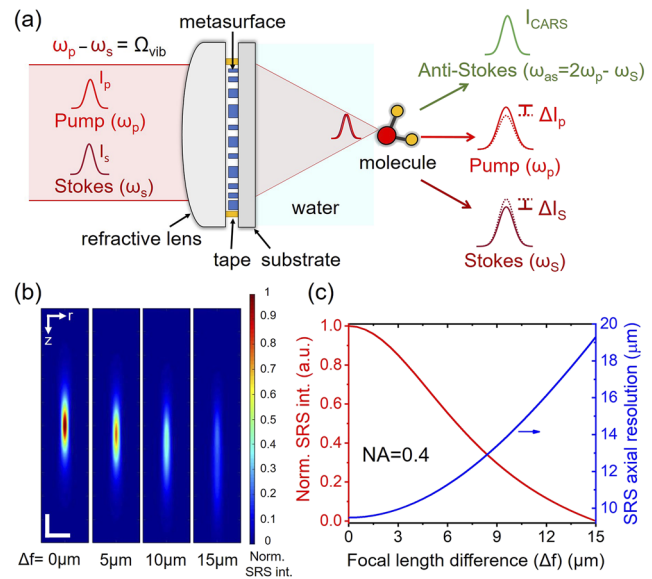 (a)
metasurface
ωp – ωs = Ωvib
Ip
Pump (ωp)
Is
Stokes (ωs)
refractive lens
tape
substrate
water
molecule
ICARS
Anti-Stokes (ωas=2ωp- ωS)
ΔIp
Pump (ωp)
ΔIS
Stokes (ωS)
(b)
r
z
1
0.9
0.8
0.7
0.6
0.5
0.4
0.3
0.2
0.1
0
Δf= 0μm
5μm
10μm
15μm
Norm.
SRS int.
(c)
Norm. SRS int. (a.u.)
1.0
0.8
0.6
0.4
0.2
0.0
NA=0.4
0
3
6
9
12
15
Focal length difference (Δf) (μm)
20
18
16
14
12
10
SRS axial resolution (μm)